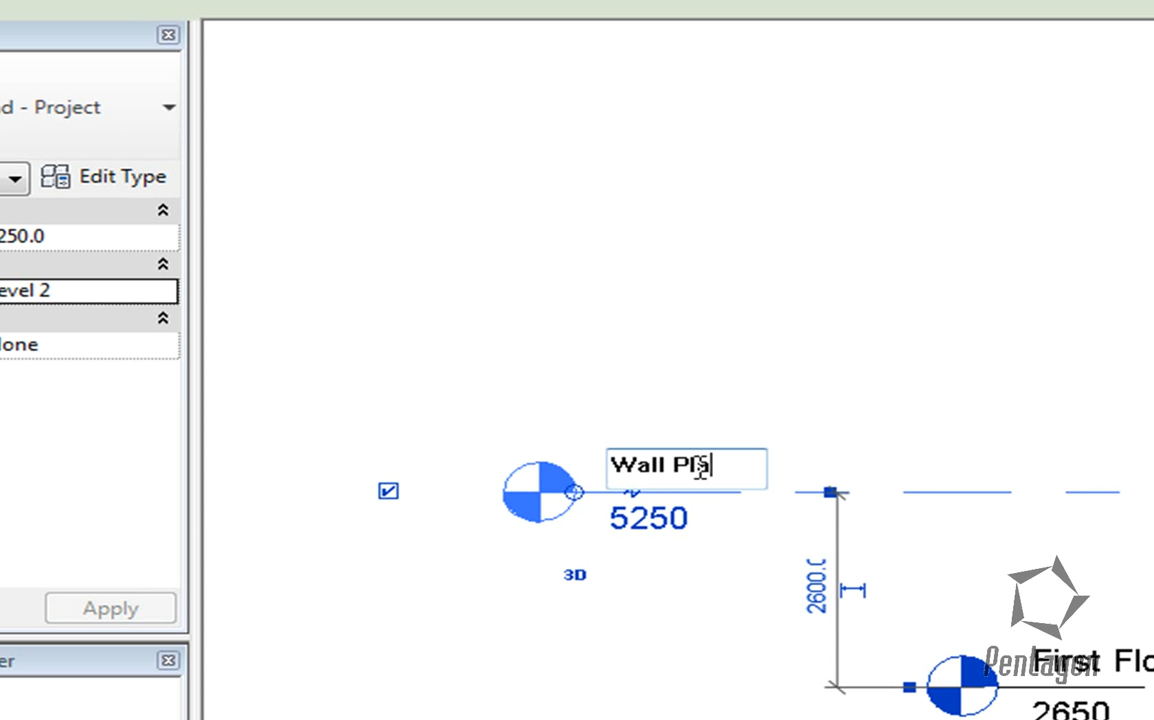 d - Project
Edit Type
250.0
evel 2
lone
Apply
er
Wall Pla
5250
3D
2600.0
Pentagon
First Flo
2650